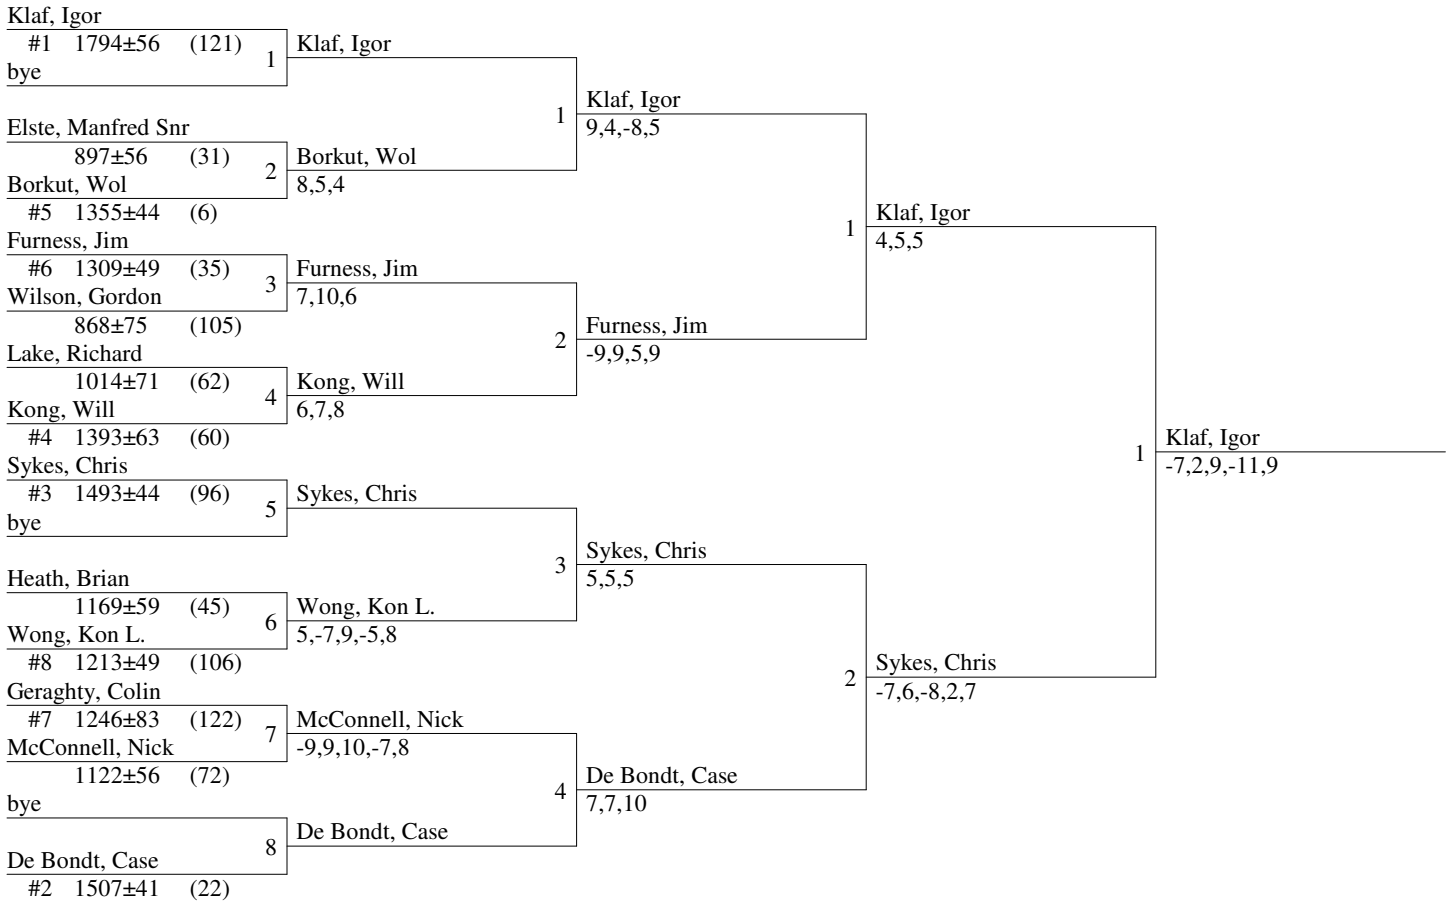 Klaf, Igor
#1 1794±56 (121) 1 Klaf, Igor
bye
1 Klaf, Igor
9,4,-8,5
Elste, Manfred Snr
897±56 (31) 2 Borkut, Wol
Borkut, Wol 8,5,4
#5 1355±44 (6)
1 Klaf, Igor
4,5,5
Furness, Jim
#6 1309±49 (35) 3 Furness, Jim
Wilson, Gordon 7,10,6
868±75 (105)
2 Furness, Jim
-9,9,5,9
Lake, Richard
1014±71 (62) 4 Kong, Will
Kong, Will 6,7,8
#4 1393±63 (60)
1 Klaf, Igor
-7,2,9,-11,9
Sykes, Chris
#3 1493±44 (96) 5 Sykes, Chris
bye
3 Sykes, Chris
5,5,5
Heath, Brian
1169±59 (45) 6 Wong, Kon L.
Wong, Kon L. 5,-7,9,-5,8
#8 1213±49 (106)
2 Sykes, Chris
-7,6,-8,2,7
Geraghty, Colin
#7 1246±83 (122) 7 McConnell, Nick
McConnell, Nick -9,9,10,-7,8
1122±56 (72)
4 De Bondt, Case
7,7,10
bye
8 De Bondt, Case
De Bondt, Case
#2 1507±41 (22)